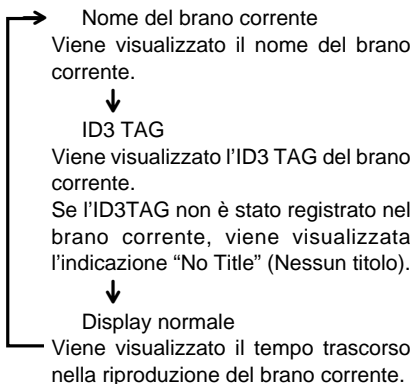 Nome del brano corrente
Viene visualizzato il nome del brano
corrente.
ID3 TAG
Viene visualizzato l'ID3 TAG del brano
corrente.
Se l'ID3TAG non è stato registrato nel
brano corrente, viene visualizzata
l'indicazione “No Title” (Nessun titolo).
Display normale
Viene visualizzato il tempo trascorso
nella riproduzione del brano corrente.